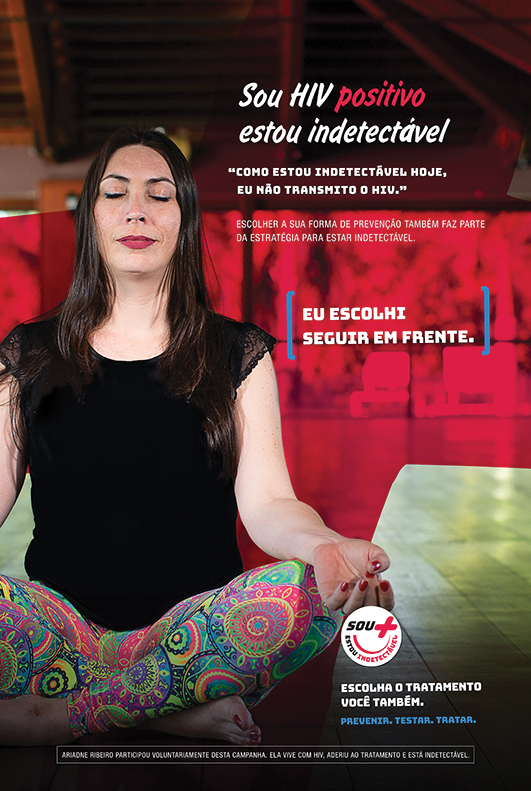 Sou HIV positivo
estou indetectável
“COMO ESTOU INDETECTÁVEL HOJE,
EU NÃO TRANSMITO O HIV.”
ESCOLHER A SUA FORMA DE PREVENÇÃO TAMBÉM FAZ PARTE
DA ESTRATÉGIA PARA ESTAR INDETECTÁVEL.
EU ESCOLHI
SEGUIR EM FRENTE.
SOU+
ESTOU INDETECTÁVEL
ESCOLHA O TRATAMENTO
VOCÊ TAMBÉM.
PREVENIR. TESTAR. TRATAR.
ARIADNE RIBEIRO PARTICIPOU VOLUNTARIAMENTE DESTA CAMPANHA. ELA VIVE COM HIV, ADERIU AO TRATAMENTO E ESTÁ INDETECTÁVEL.